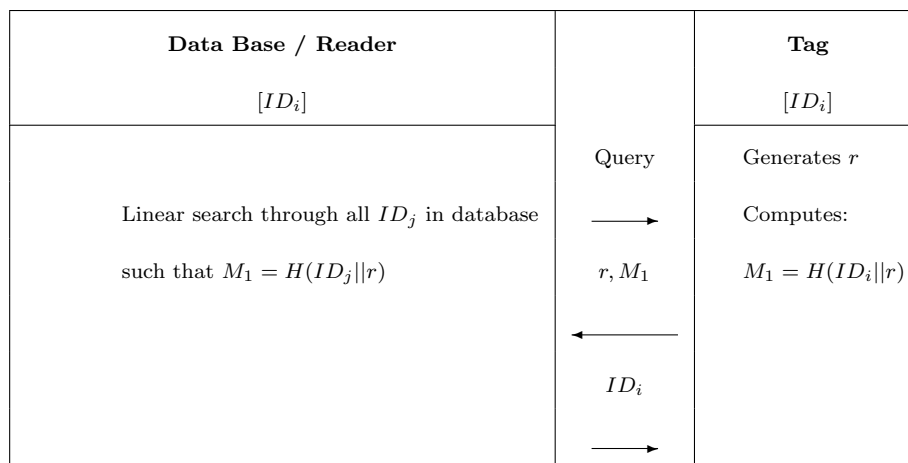 Data Base / Reader Tag
[ID_i] [ID_i]
Query Generates r
Linear search through all ID_j in database Computes:
such that M_1 = H(ID_j||r) r, M_1 M_1 = H(ID_i||r)
ID_i